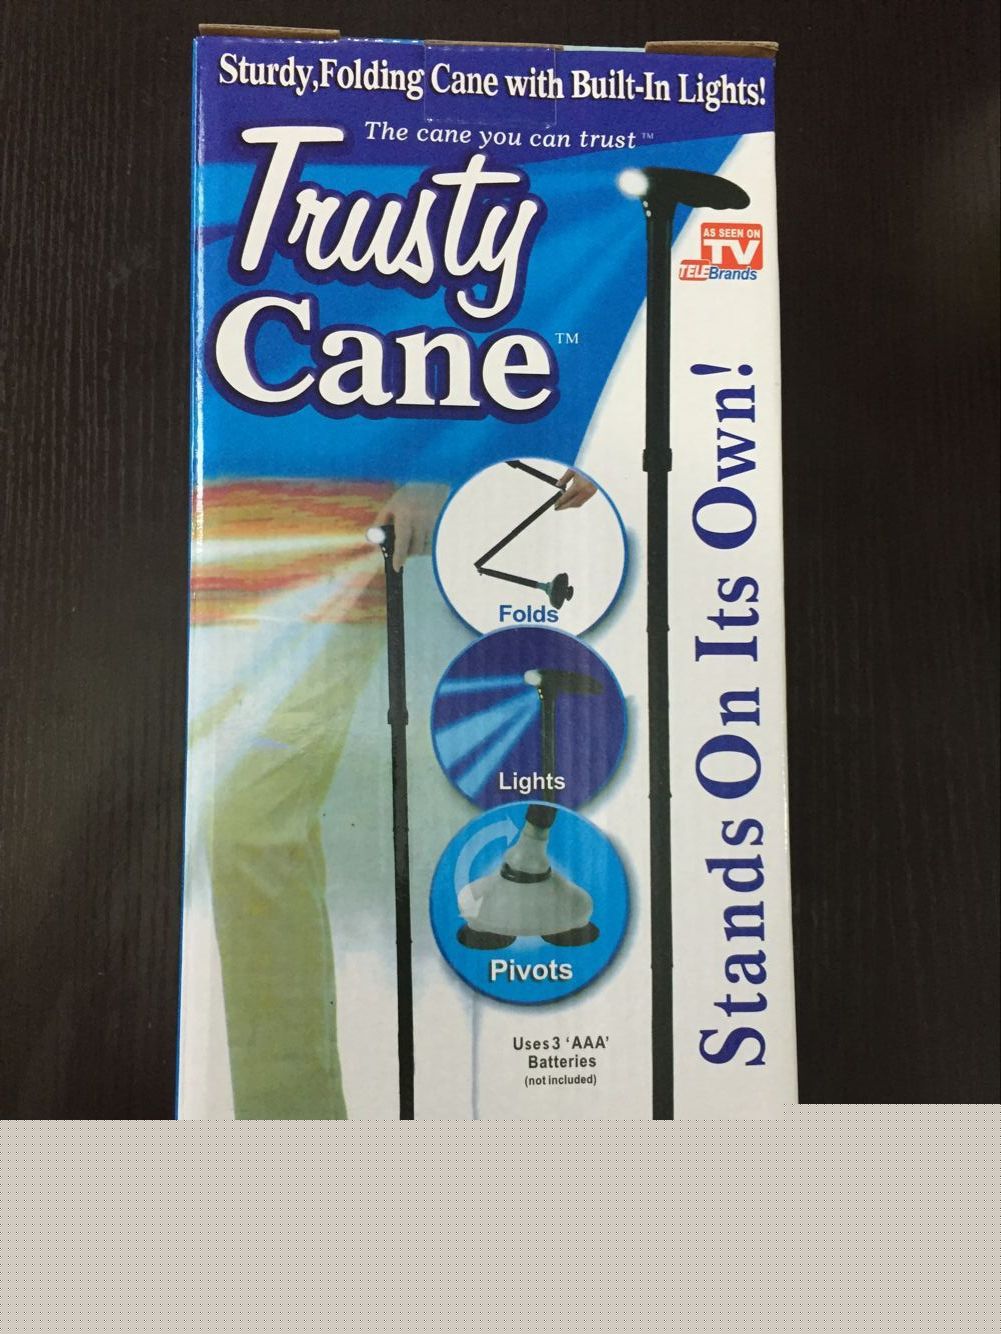 Sturdy,Folding Cane with Built-In Lights!
The cane you can trust™
Trusty
Cane™
AS SEEN ON
TV
TELEBrands
Stands On Its Own!
Folds
Lights
Pivots
Uses 3 ‘AAA’
Batteries
(not included)